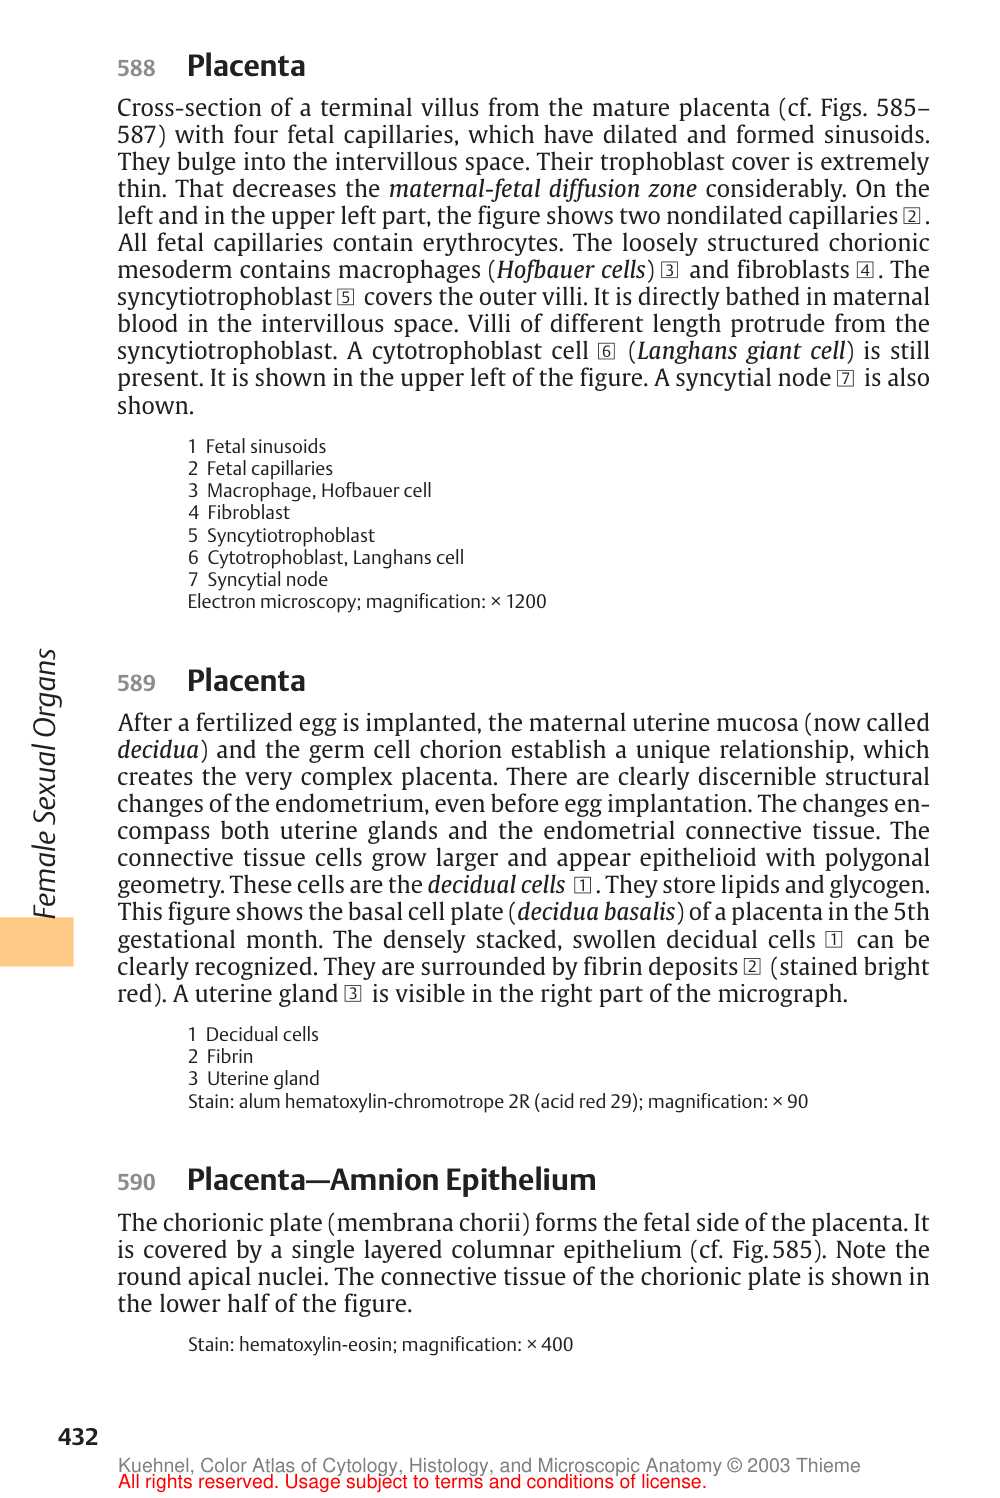 588 Placenta
Cross-section of a terminal villus from the mature placenta (cf. Figs. 585–
587) with four fetal capillaries, which have dilated and formed sinusoids.
They bulge into the intervillous space. Their trophoblast cover is extremely
thin. That decreases the maternal-fetal diffusion zone considerably. On the
left and in the upper left part, the figure shows two nondilated capillaries 2.
All fetal capillaries contain erythrocytes. The loosely structured chorionic
mesoderm contains macrophages (Hofbauer cells) 3 and fibroblasts 4. The
syncytiotrophoblast 5 covers the outer villi. It is directly bathed in maternal
blood in the intervillous space. Villi of different length protrude from the
syncytiotrophoblast. A cytotrophoblast cell 6 (Langhans giant cell) is still
present. It is shown in the upper left of the figure. A syncytial node 7 is also
shown.
1 Fetal sinusoids
2 Fetal capillaries
3 Macrophage, Hofbauer cell
4 Fibroblast
5 Syncytiotrophoblast
6 Cytotrophoblast, Langhans cell
7 Syncytial node
Electron microscopy; magnification: × 1200
Female Sexual Organs
589 Placenta
After a fertilized egg is implanted, the maternal uterine mucosa (now called
decidua) and the germ cell chorion establish a unique relationship, which
creates the very complex placenta. There are clearly discernible structural
changes of the endometrium, even before egg implantation. The changes en-
compass both uterine glands and the endometrial connective tissue. The
connective tissue cells grow larger and appear epithelioid with polygonal
geometry. These cells are the decidual cells 1. They store lipids and glycogen.
This figure shows the basal cell plate (decidua basalis) of a placenta in the 5th
gestational month. The densely stacked, swollen decidual cells 1 can be
clearly recognized. They are surrounded by fibrin deposits 2 (stained bright
red). A uterine gland 3 is visible in the right part of the micrograph.
1 Decidual cells
2 Fibrin
3 Uterine gland
Stain: alum hematoxylin-chromotrope 2R (acid red 29); magnification: × 90
590 Placenta—Amnion Epithelium
The chorionic plate (membrana chorii) forms the fetal side of the placenta. It
is covered by a single layered columnar epithelium (cf. Fig. 585). Note the
round apical nuclei. The connective tissue of the chorionic plate is shown in
the lower half of the figure.
Stain: hematoxylin-eosin; magnification: × 400
432
Kuehnel, Color Atlas of Cytology, Histology, and Microscopic Anatomy © 2003 Thieme
All rights reserved. Usage subject to terms and conditions of license.